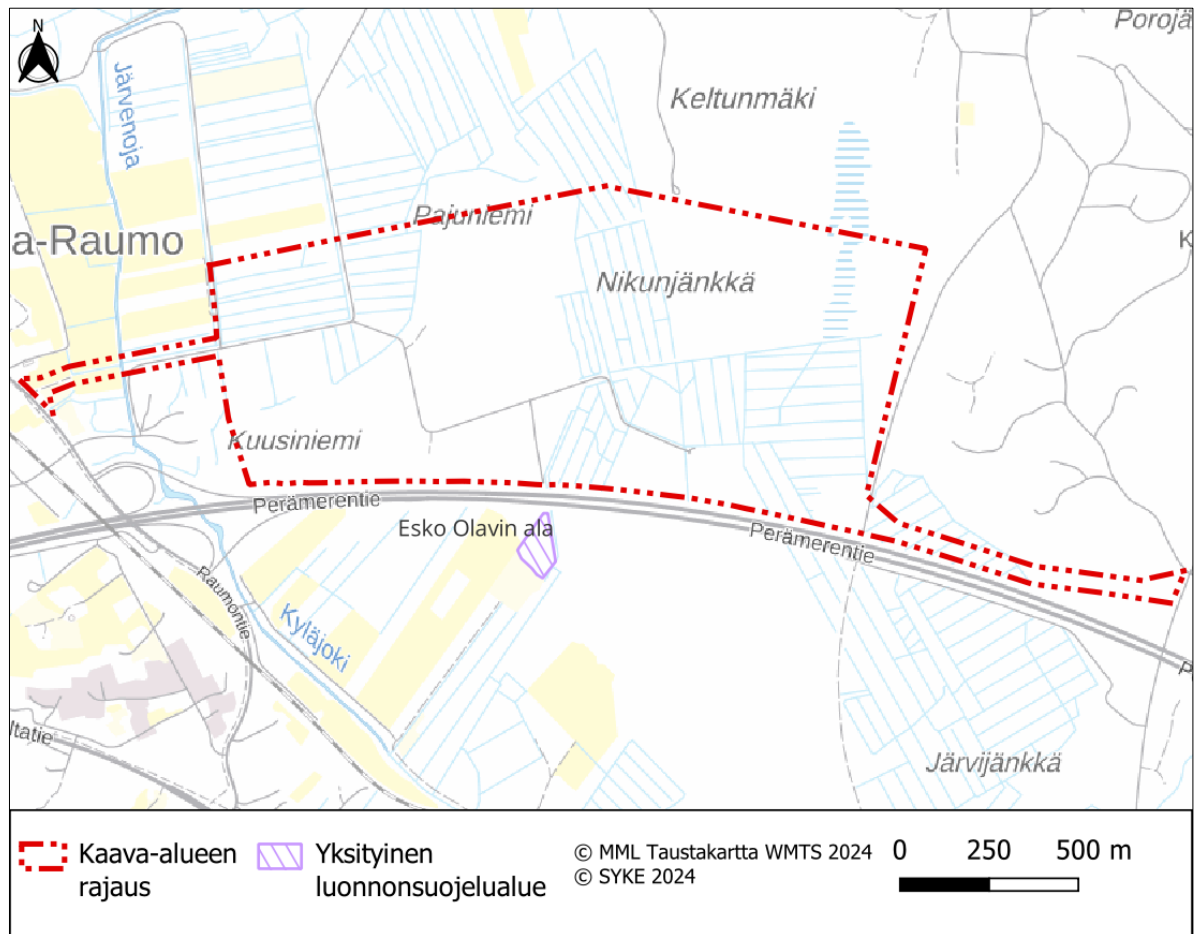 N
Porojä
Järvenoja
Keltunmäki
Pajuniemi
a-Raumo
K
Nikunjänkkä
Kuusiniemi
Perämerentie
Esko Olavin ala
Perämerentie
Raumontie
Kyläjoki
P
ltatie
Järvijänkkä
Kaava-alueen
rajaus
Yksityinen
luonnonsuojelualue
© MML Taustakartta WMTS 2024
© SYKE 2024
0 250 500 m